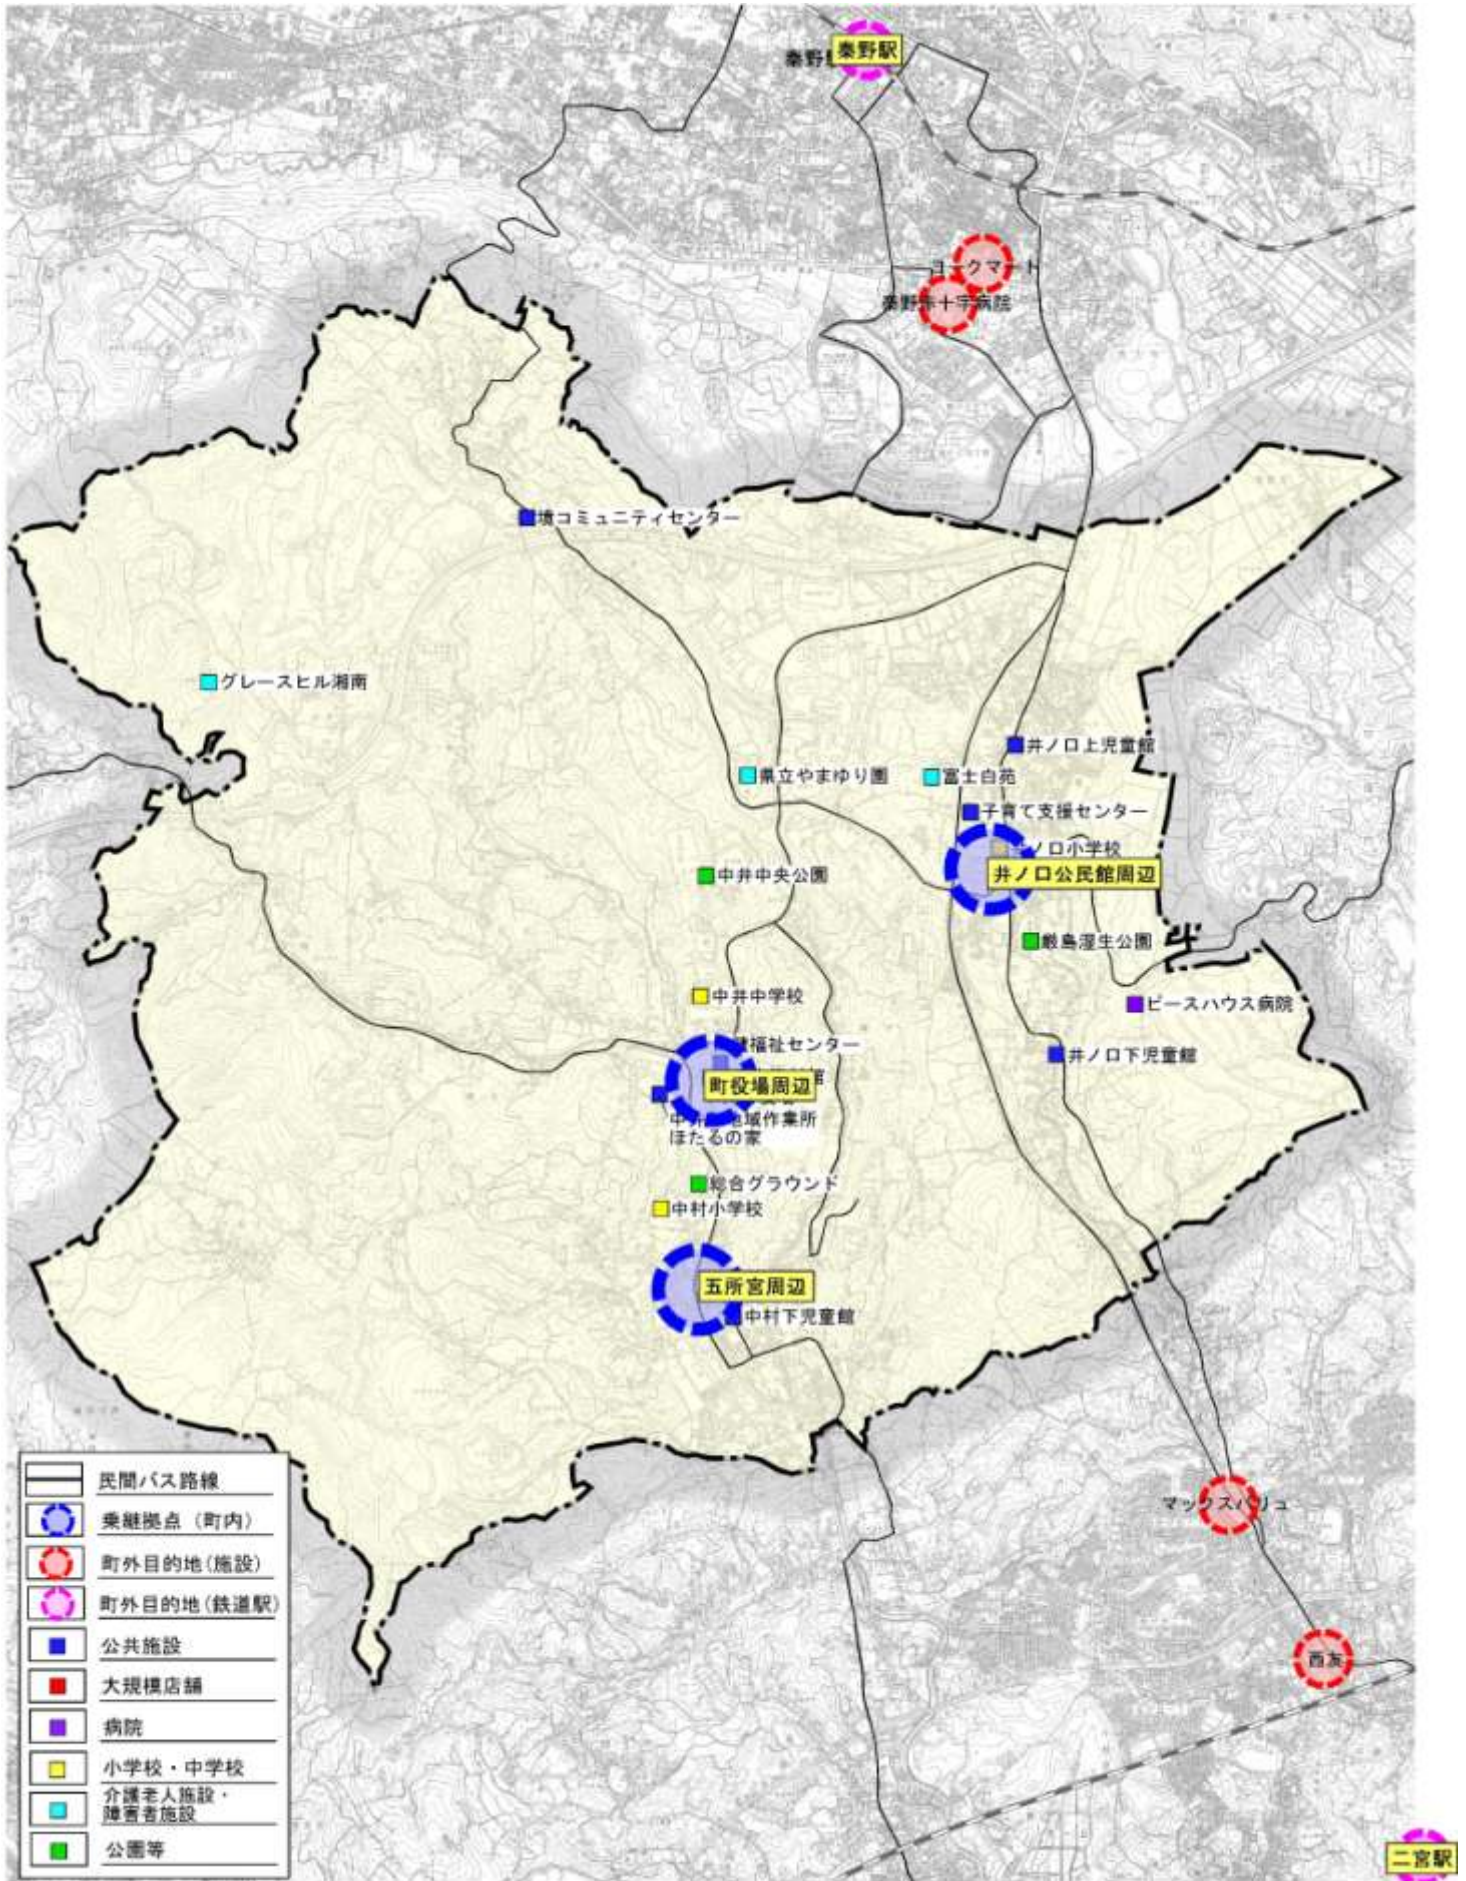 秦野駅
ヨークマート
秦野赤十字病院
境コミュニティセンター
グレースヒル湘南
井ノ口上児童館
県立やまゆり園
富士白苑
子育て支援センター
井ノ口小学校
中井中央公園
井ノ口公民館周辺
厳島湿生公園
中井中学校
ピースハウス病院
福祉センター
井ノ口下児童館
町役場周辺
地域作業所
ほたるの家
総合グラウンド
中村小学校
五所宮周辺
中村下児童館
マックスバリュ
西友
二宮駅
民間バス路線
乗継拠点（町内）
町外目的地(施設)
町外目的地(鉄道駅)
公共施設
大規模店舗
病院
小学校・中学校
介護老人施設・
障害者施設
公園等